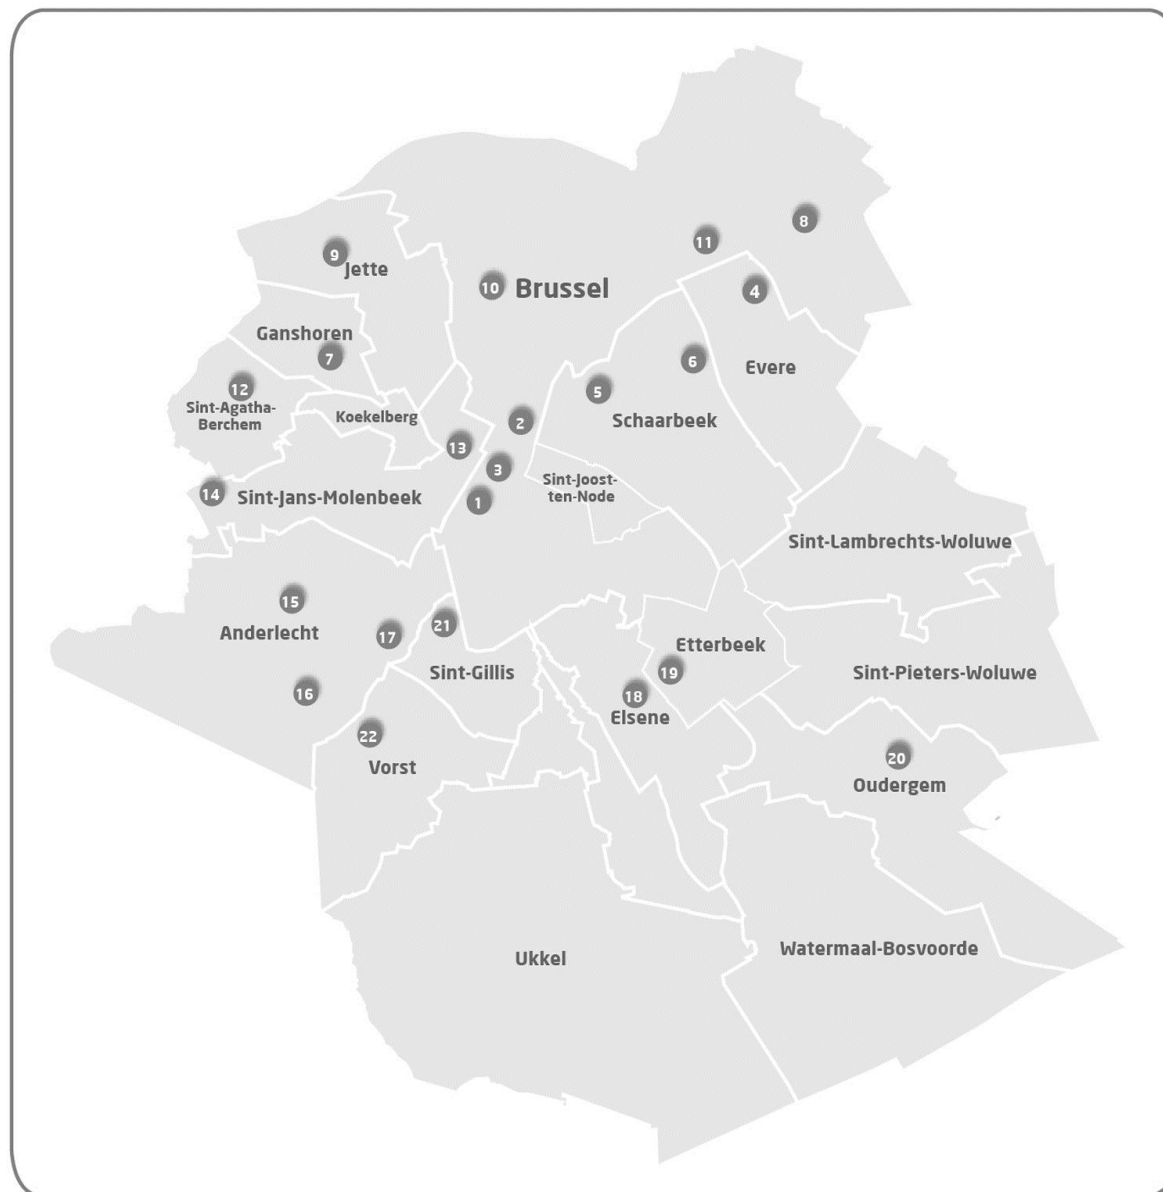 8
11
9
Jette
10
Brussel
4
Ganshoren
7
6
Evere
12
5
Sint-Agatha-
Berchem
Koekelberg
Schaarbeek
2
13
3
Sint-Joost-
ten-Node
14
Sint-Jans-Molenbeek
1
Sint-Lambrechts-Woluwe
15
Anderlecht
17
21
Etterbeek
Sint-Gillis
19
Sint-Pieters-Woluwe
16
18
Elsene
22
Vorst
20
Oudergem
Ukkel
Watermaal-Bosvoorde